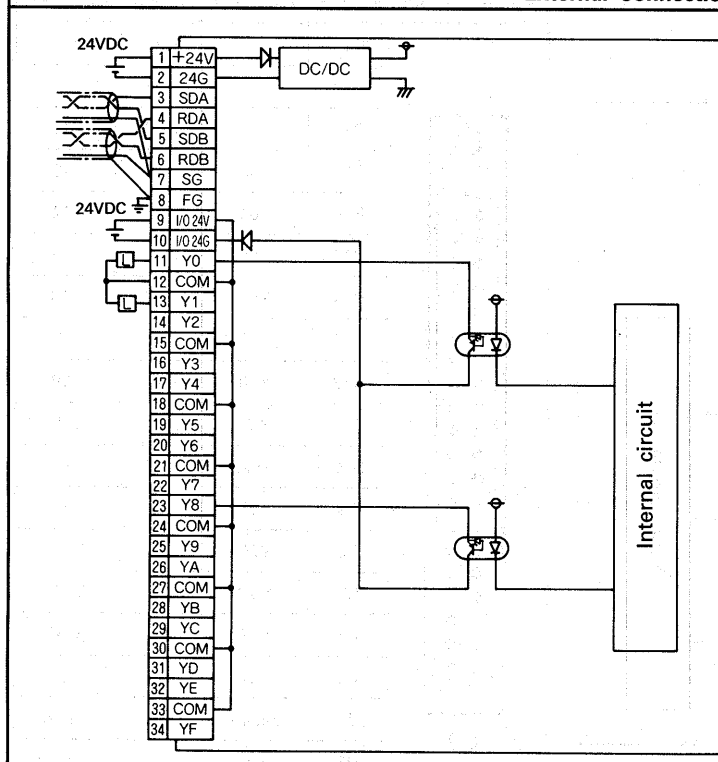 24VDC
1 +24V
2 24G
3 SDA
4 RDA
5 SDB
6 RDB
7 SG
8 FG
24VDC
9 I/O 24V
10 I/O 24G
11 Y0
12 COM
13 Y1
14 Y2
15 COM
16 Y3
17 Y4
18 COM
19 Y5
20 Y6
21 COM
22 Y7
23 Y8
24 COM
25 Y9
26 YA
27 COM
28 YB
29 YC
30 COM
31 YD
32 YE
33 COM
34 YF
L
L
DC/DC
Internal circuit